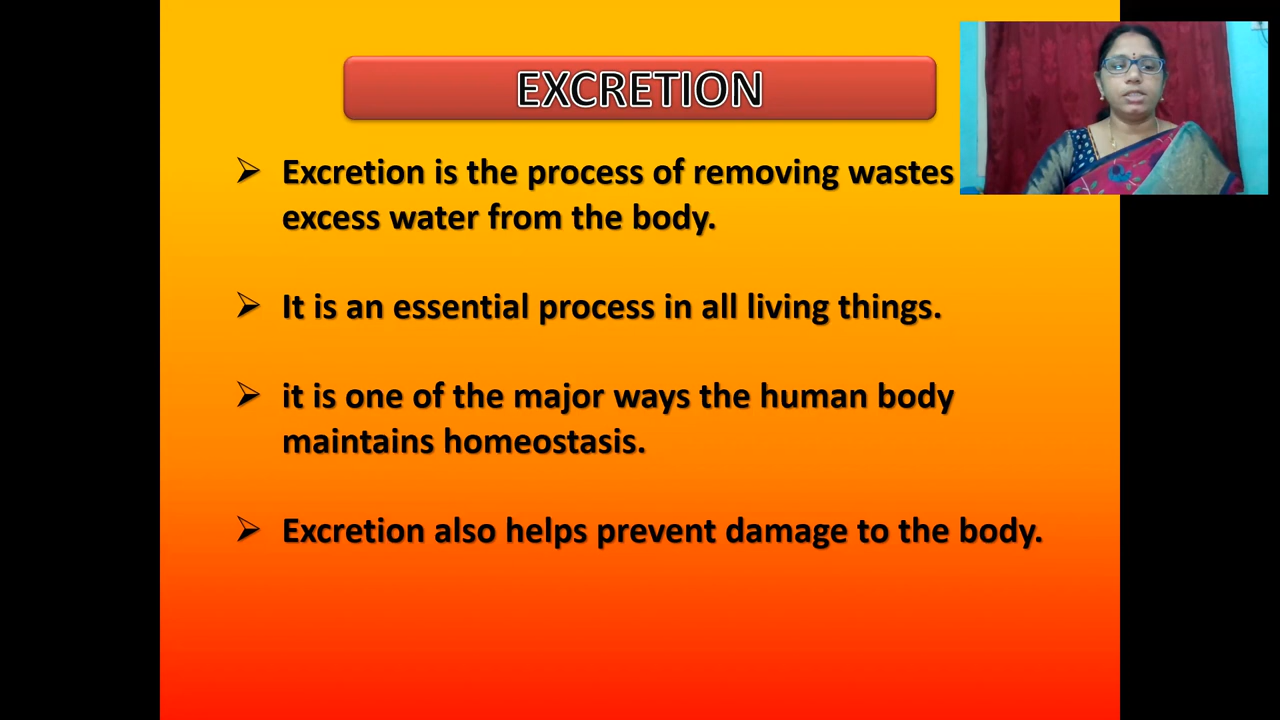 EXCRETION
➢ Excretion is the process of removing wastes
excess water from the body.
➢ It is an essential process in all living things.
➢ it is one of the major ways the human body
maintains homeostasis.
➢ Excretion also helps prevent damage to the body.